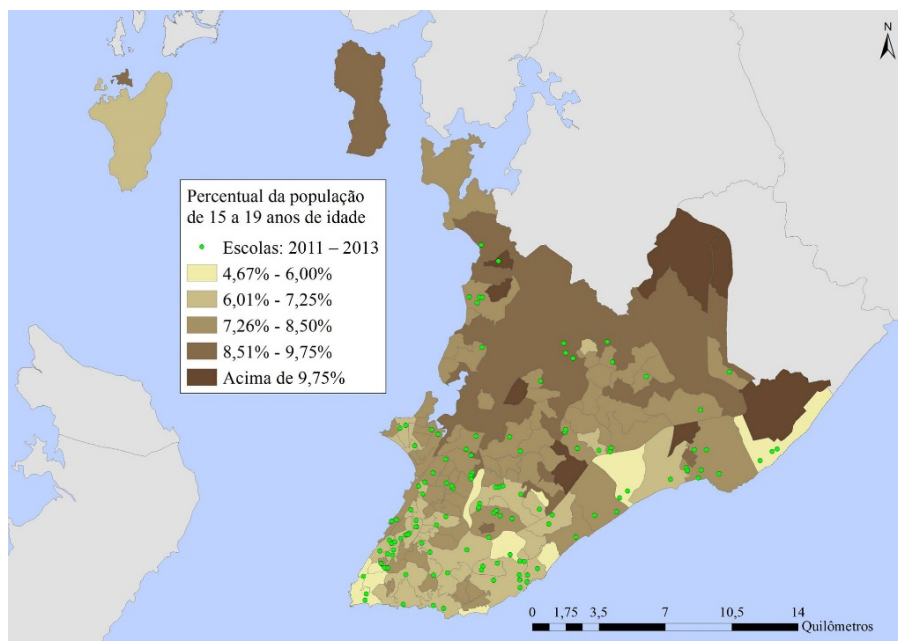 N
Percentual da população
de 15 a 19 anos de idade
Escolas: 2011 – 2013
4,67% - 6,00%
6,01% - 7,25%
7,26% - 8,50%
8,51% - 9,75%
Acima de 9,75%
0 1,75 3,5 7 10,5 14
Quilômetros